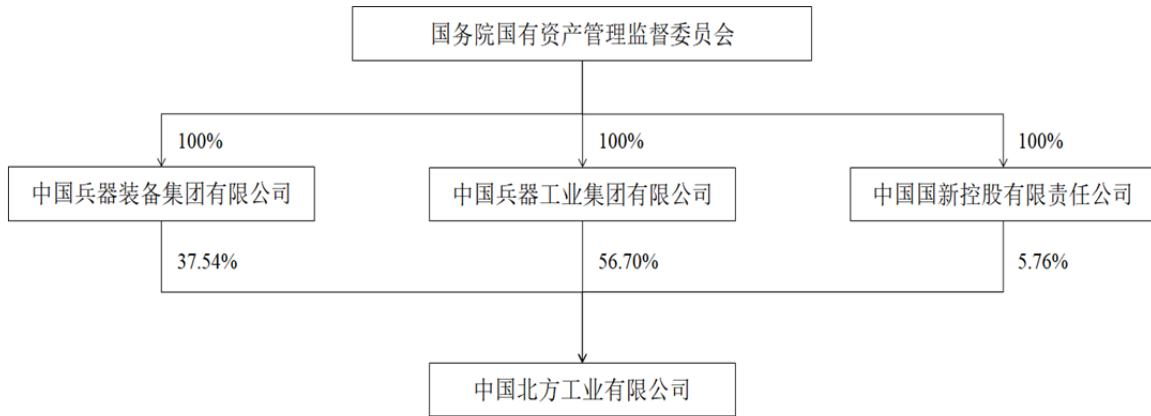 国务院国有资产管理监督委员会
100%
100%
100%
中国兵器装备集团有限公司
中国兵器工业集团有限公司
中国国新控股有限责任公司
37.54%
56.70%
5.76%
中国北方工业有限公司